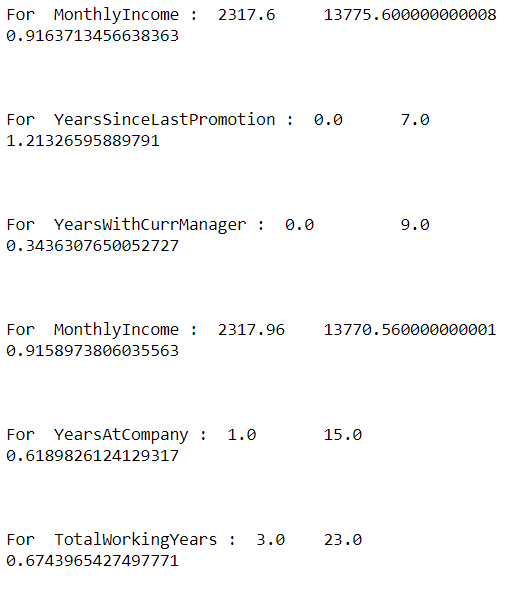 For  MonthlyIncome :  2317.6     13775.600000000008
0.9163713456638363
For  YearsSinceLastPromotion :  0.0      7.0
1.21326595889791
For  YearsWithCurrManager :  0.0         9.0
0.3436307650052727
For  MonthlyIncome :  2317.96    13770.560000000001
0.9158973806035563
For  YearsAtCompany :  1.0       15.0
0.6189826124129317
For  TotalWorkingYears :  3.0    23.0
0.6743965427497771